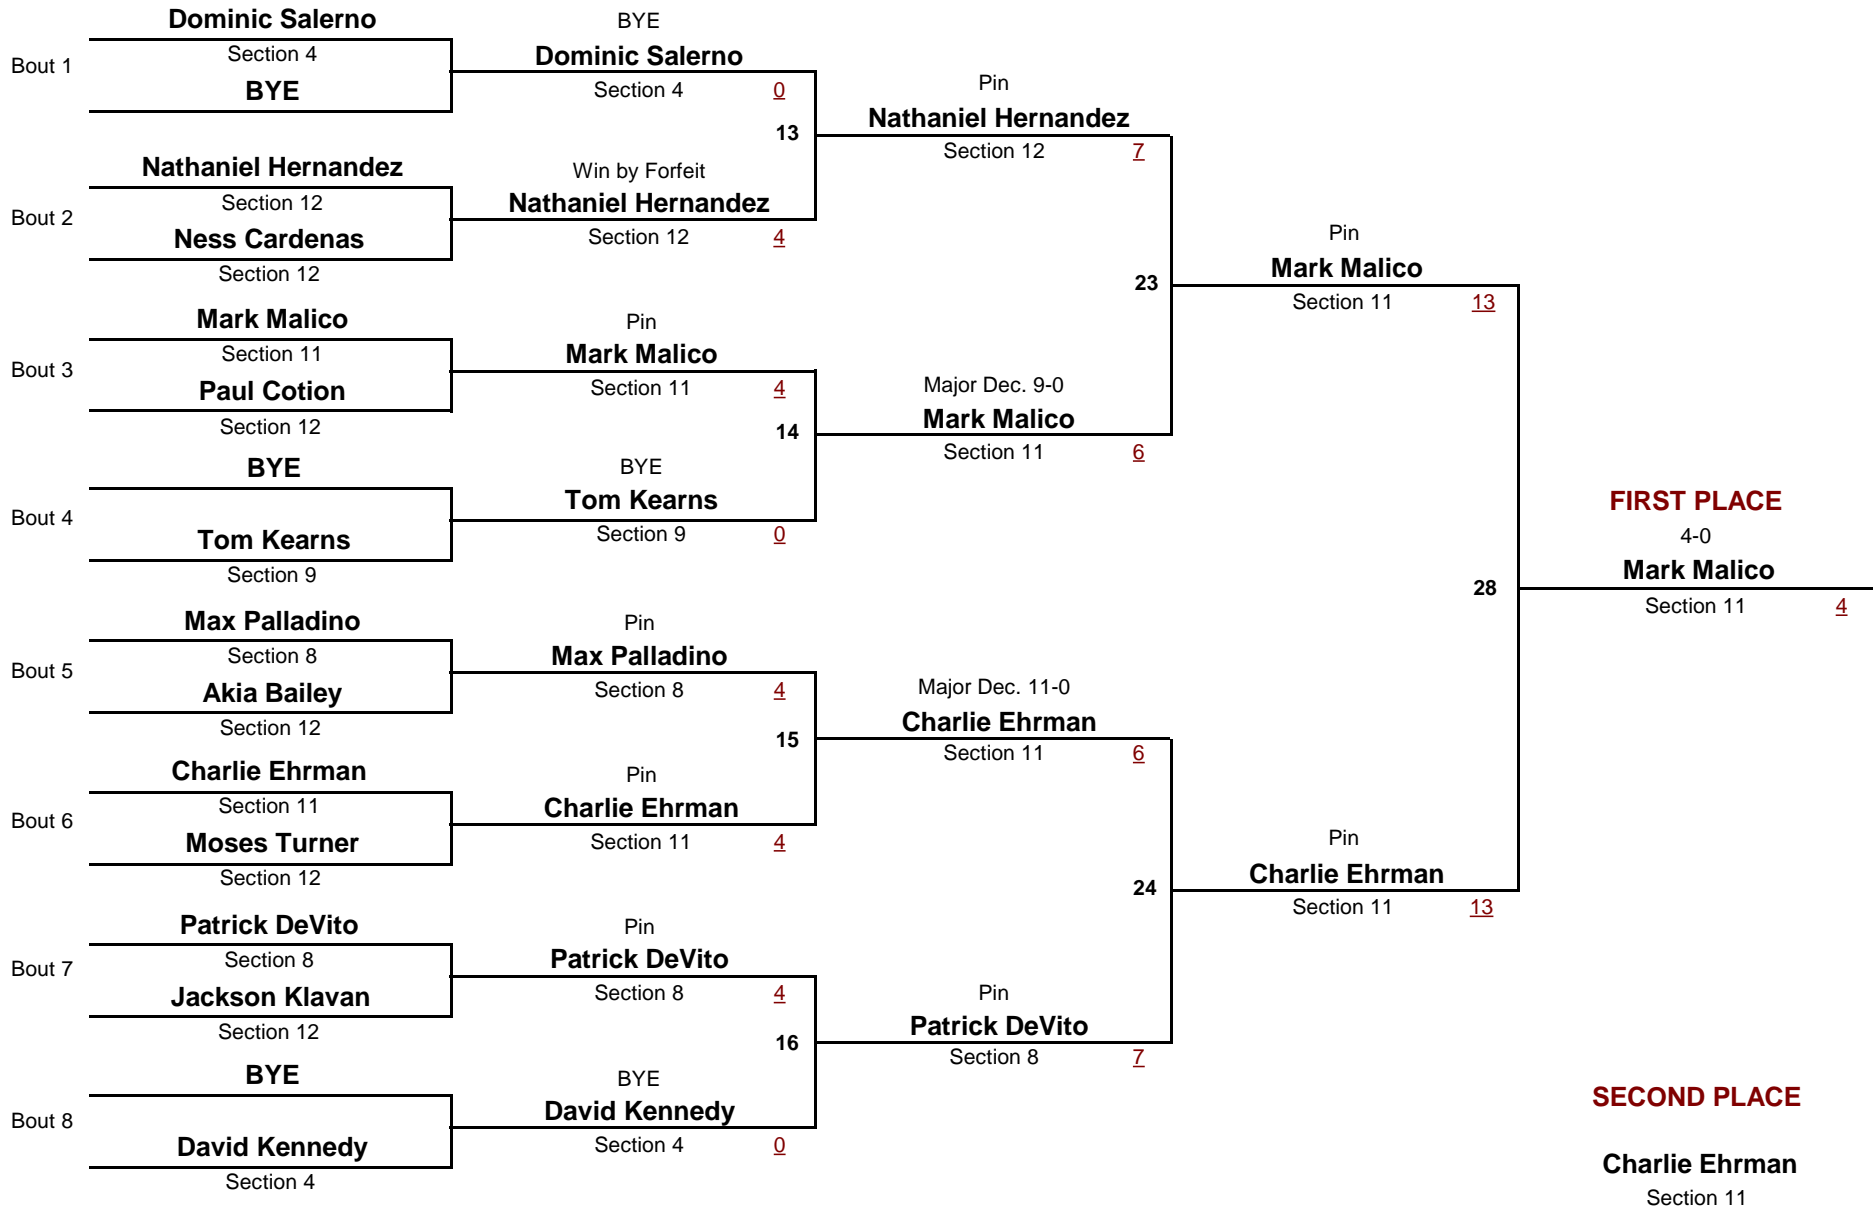 Dominic Salerno
Section 4
Bout 1
BYE
Nathaniel Hernandez
Section 12
Bout 2
Ness Cardenas
Section 12
Mark Malico
Section 11
Bout 3
Paul Cotion
Section 12
BYE
Bout 4
Tom Kearns
Section 9
Max Palladino
Section 8
Bout 5
Akia Bailey
Section 12
Charlie Ehrman
Section 11
Bout 6
Moses Turner
Section 12
Patrick DeVito
Section 8
Bout 7
Jackson Klavan
Section 12
BYE
Bout 8
David Kennedy
Section 4
BYE
Dominic Salerno
Section 4 0
13
Win by Forfeit
Nathaniel Hernandez
Section 12 4
Pin
Mark Malico
Section 11 4
14
BYE
Tom Kearns
Section 9 0
Pin
Max Palladino
Section 8 4
15
Pin
Charlie Ehrman
Section 11 4
Pin
Patrick DeVito
Section 8 4
16
BYE
David Kennedy
Section 4 0
Pin
Nathaniel Hernandez
Section 12 7
23
Major Dec. 9-0
Mark Malico
Section 11 6
Major Dec. 11-0
Charlie Ehrman
Section 11 6
24
Pin
Patrick DeVito
Section 8 7
Pin
Mark Malico
Section 11 13
28
Pin
Charlie Ehrman
Section 11 13
FIRST PLACE
4-0
Mark Malico
Section 11 4
SECOND PLACE
Charlie Ehrman
Section 11